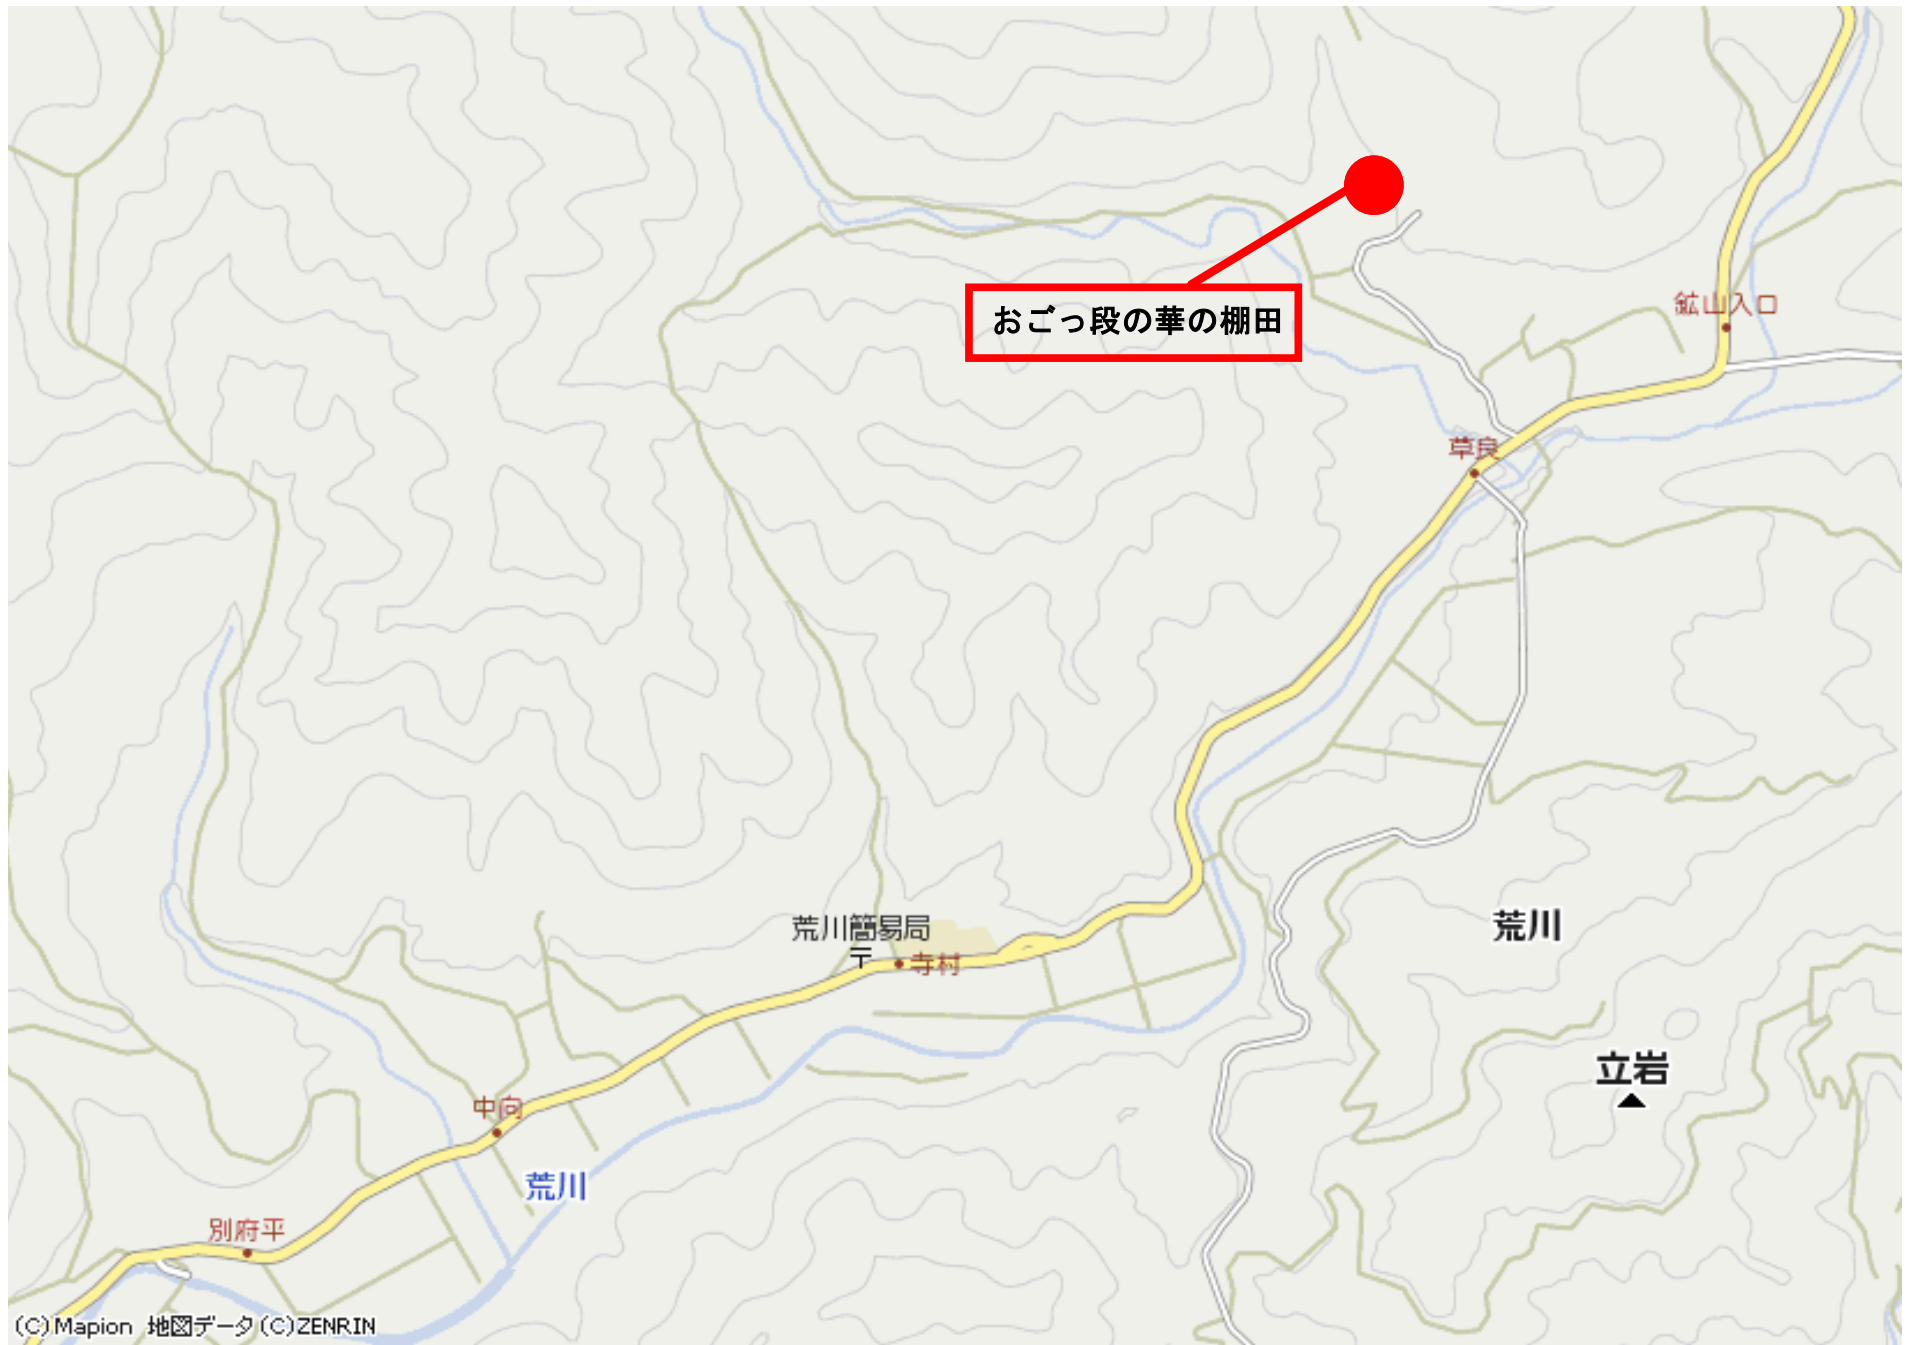 おごっ段の華の棚田
鉱山入口
草良
荒川簡易局
寺村
荒川
立岩
中向
荒川
別府平
(C)Mapion 地図データ(C)ZENRIN